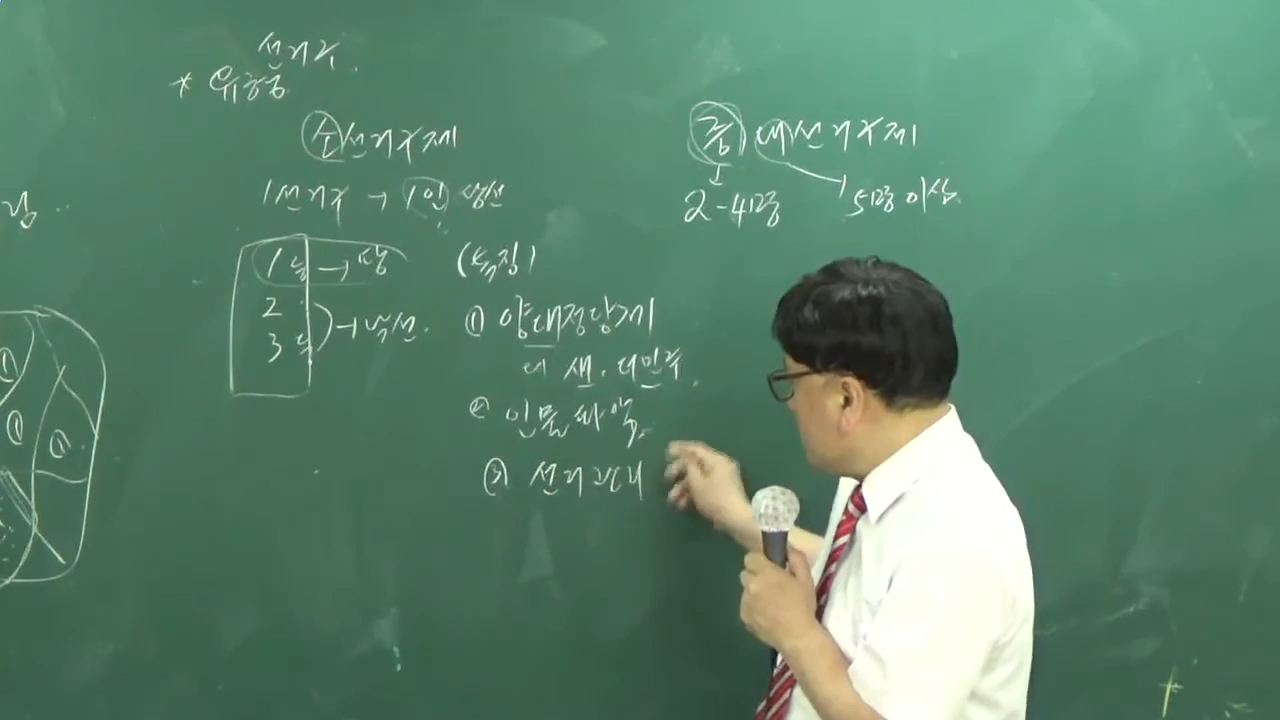 선거구
* 유형
소선거구제
1선거구 → 1인 당선
1등 → 당
2
3등 → 낙선.
(특징)
① 양대정당제
새. 더민주.
② 인물파악
③ 선거관리
중 대선거구제
2-4명
5명 이상
①
①
①